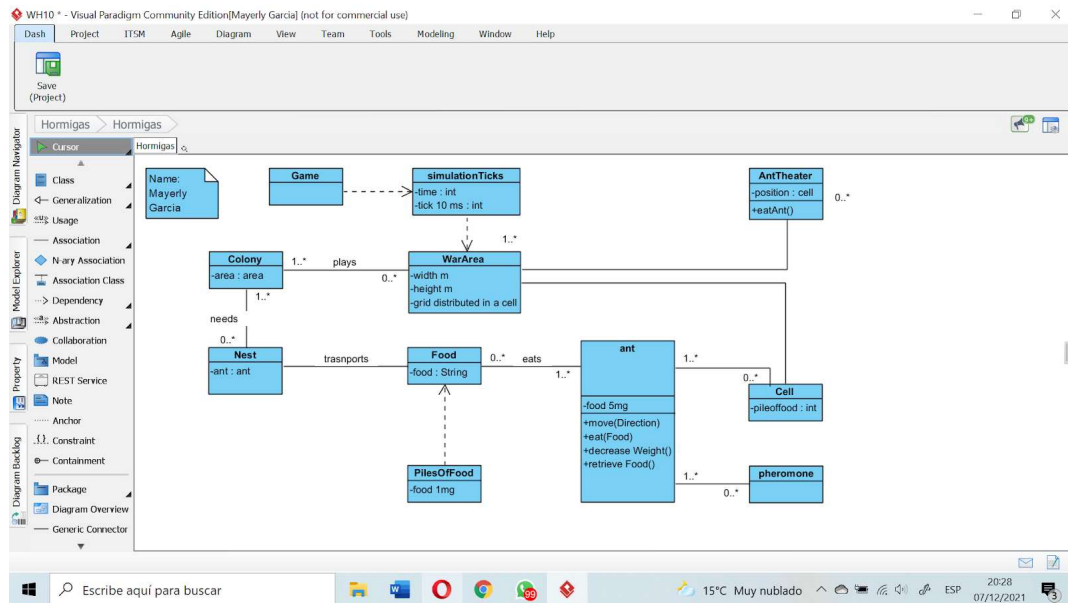 WH10 * - Visual Paradigm Community Edition[Mayerly Garcia] (not for commercial use)
Dash Project ITSM Agile Diagram View Team Tools Modeling Window Help
Save
(Project)
Hormigas Hormigas
Diagram Navigator
Model Explorer
Property
Diagram Backlog
Cursor
Class
Generalization
Usage
Association
N-ary Association
Association Class
Dependency
Abstraction
Collaboration
Model
REST Service
Note
Anchor
Constraint
Containment
Package
Diagram Overview
Generic Connector
Hormigas
Name:
Mayerly
Garcia
Game
simulationTicks
-time : int
-tick 10 ms : int
AntTheater
-position : cell
+eatAnt()
0..*
1..*
Colony
-area : area
1..*
plays
0..*
WarArea
-width m
-height m
-grid distributed in a cell
1..*
needs
0..*
Nest
-ant : ant
trasnports
Food
-food : String
0..*
eats
1..*
ant
-food 5mg
+move(Direction)
+eat(Food)
+decrease Weight()
+retrieve Food()
1..*
0..*
Cell
-pileoffood : int
PilesOfFood
-food 1mg
1..*
0..*
pheromone
Escribe aquí para buscar
99
15°C Muy nublado
ESP
20:28
07/12/2021
3